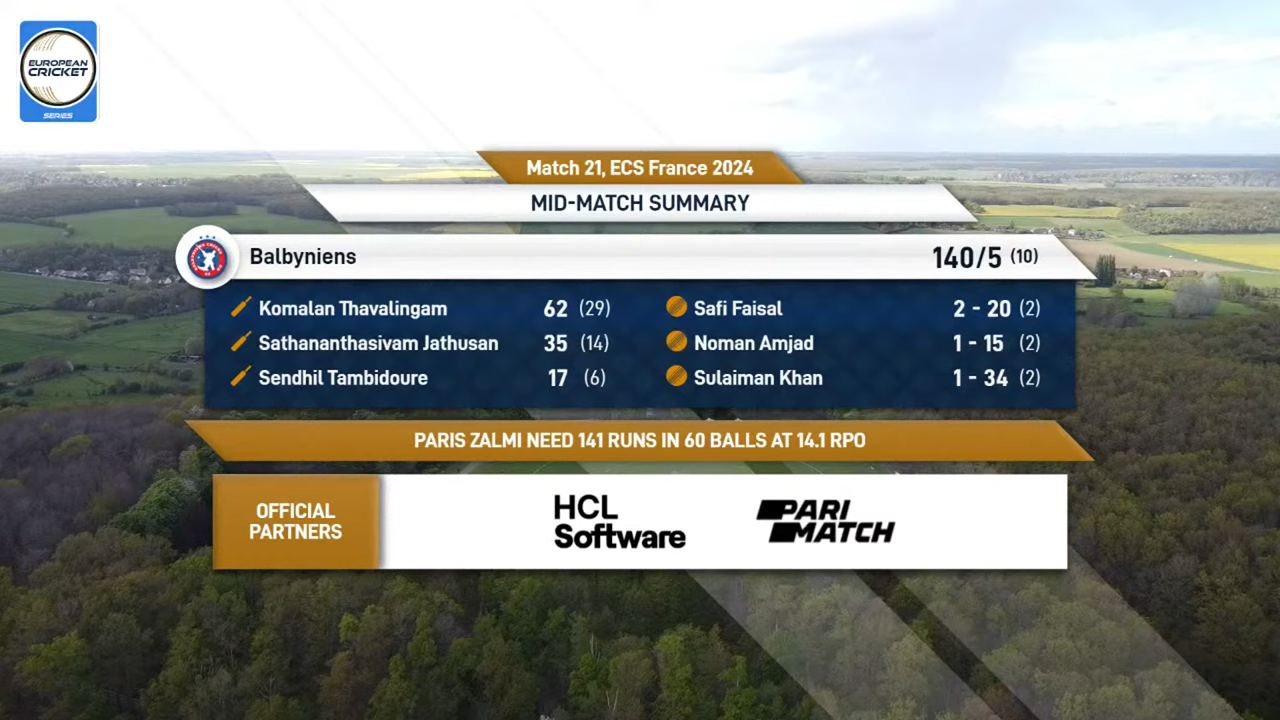 EUROPEAN
CRICKET
SERIES
Match 21, ECS France 2024
MID-MATCH SUMMARY
Balbyniens 140/5 (10)
Komalan Thavalingam 62 (29) Safi Faisal 2 - 20 (2)
Sathananthasivam Jathusan 35 (14) Noman Amjad 1 - 15 (2)
Sendhil Tambidoure 17 (6) Sulaiman Khan 1 - 34 (2)
PARIS ZALMI NEED 141 RUNS IN 60 BALLS AT 14.1 RPO
OFFICIAL
PARTNERS
HCL
Software
PARI
MATCH